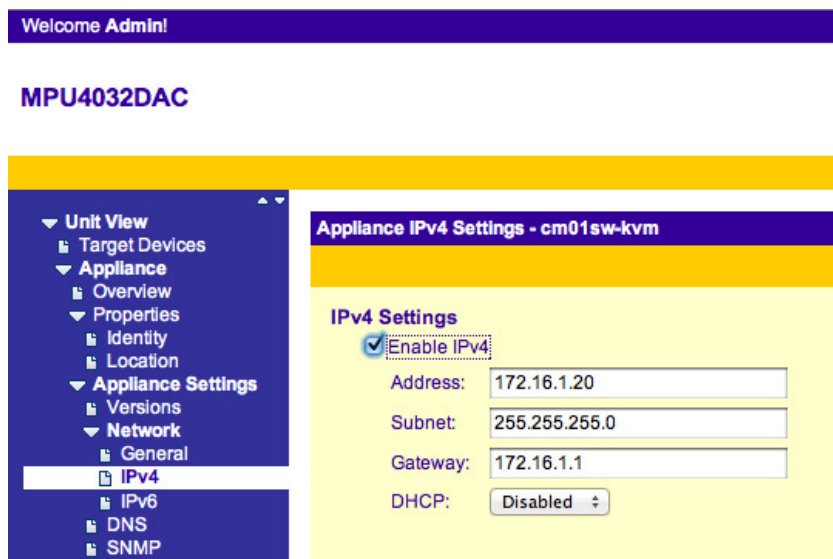 Welcome Admin!
MPU4032DAC
Unit View
Target Devices
Appliance
Overview
Properties
Identity
Location
Appliance Settings
Versions
Network
General
IPv4
IPv6
DNS
SNMP
Appliance IPv4 Settings - cm01sw-kvm
IPv4 Settings
Enable IPv4
Address: 172.16.1.20
Subnet: 255.255.255.0
Gateway: 172.16.1.1
DHCP: Disabled